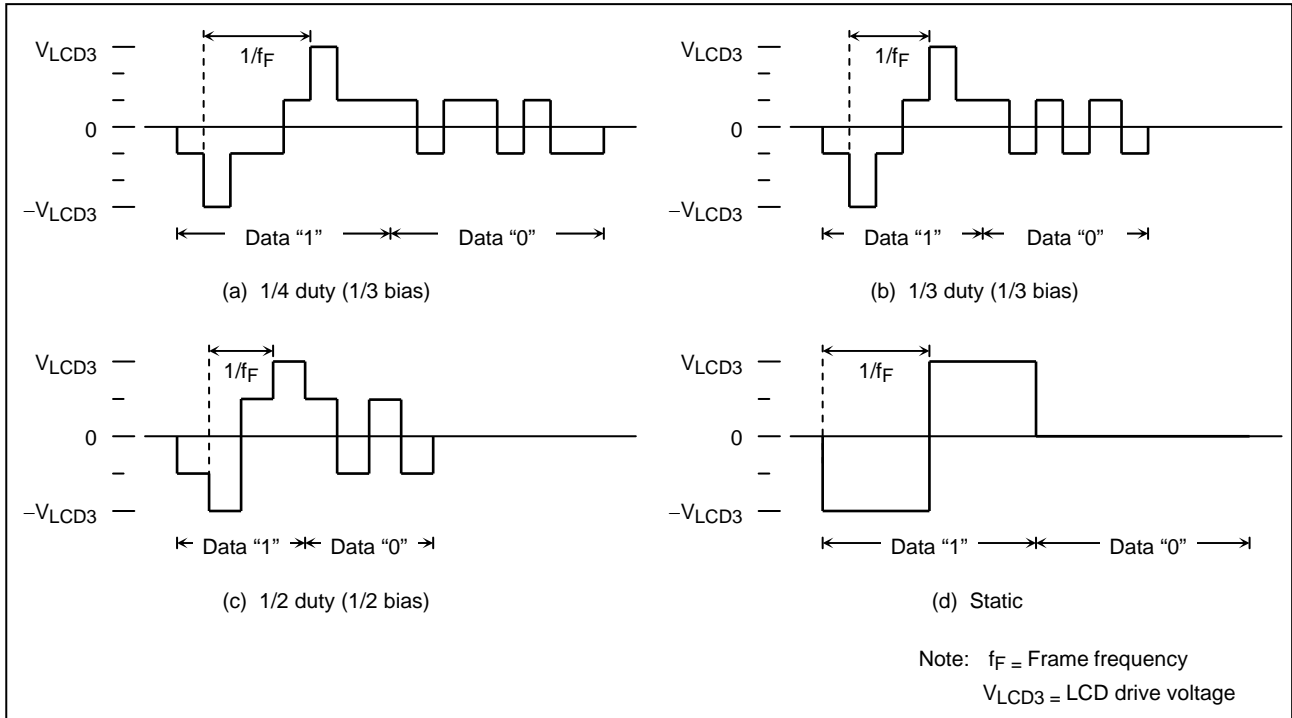 VLCD3
1/fF
0
−VLCD3
Data “1”
Data “0”
(a) 1/4 duty (1/3 bias)
VLCD3
1/fF
0
−VLCD3
Data “1”
Data “0”
(b) 1/3 duty (1/3 bias)
VLCD3
1/fF
0
−VLCD3
Data “1”
Data “0”
(c) 1/2 duty (1/2 bias)
VLCD3
1/fF
0
−VLCD3
Data “1”
Data “0”
(d) Static
Note: fF = Frame frequency
VLCD3 = LCD drive voltage